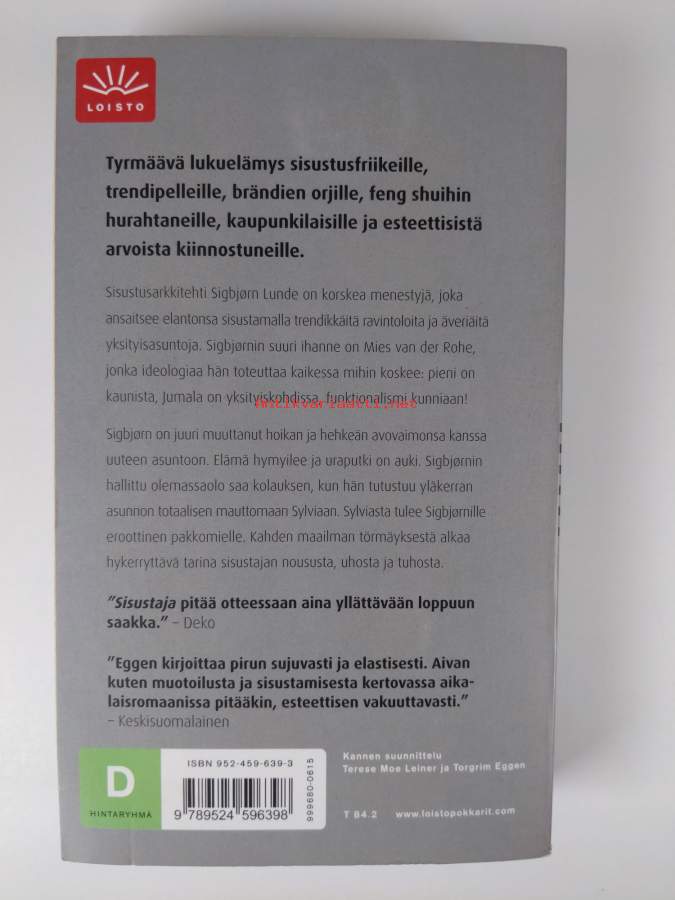 LOISTO
Tyrmäävä lukuelämys sisustusfriikeille,
trendipelleille, brändien orjille, feng shuihin
hurahtaneille, kaupunkilaisille ja esteettisistä
arvoista kiinnostuneille.
Sisustusarkkitehti Sigbjørn Lunde on korskea menestyjä, joka
ansaitsee elantonsa sisustamalla trendikkäitä ravintoloita ja äveriäitä
yksityisasuntoja. Sigbjørnin suuri ihanne on Mies van der Rohe,
jonka ideologiaa hän toteuttaa kaikessa mihin koskee: pieni on
kaunista, Jumala on yksityiskohdissa, funktionalismi kunniaan!
antikvariaatti.net
Sigbjørn on juuri muuttanut hoikan ja hehkeän avovaimonsa kanssa
uuteen asuntoon. Elämä hymyilee ja uraputki on auki. Sigbjørnin
hallittu olemassaolo saa kolauksen, kun hän tutustuu yläkerran
asunnon totaalisen mauttomaan Sylviaan. Sylviasta tulee Sigbjørnille
eroottinen pakkomielle. Kahden maailman törmäyksestä alkaa
hykerryttävä tarina sisustajan noususta, uhosta ja tuhosta.
"Sisustaja pitää otteessaan aina yllättävään loppuun
saakka." – Deko
"Eggen kirjoittaa pirun sujuvasti ja elastisesti. Aivan
kuten muotoilusta ja sisustamisesta kertovassa aika-
laisromaanissa pitääkin, esteettisen vakuuttavasti."
– Keskisuomalainen
D
HINTARYHMÄ
ISBN 952-459-639-3
9 789524 596398
999680-0615
Kannen suunnittelu
Terese Moe Leiner ja Torgrim Eggen
T 84.2 www.loistopokkarit.com